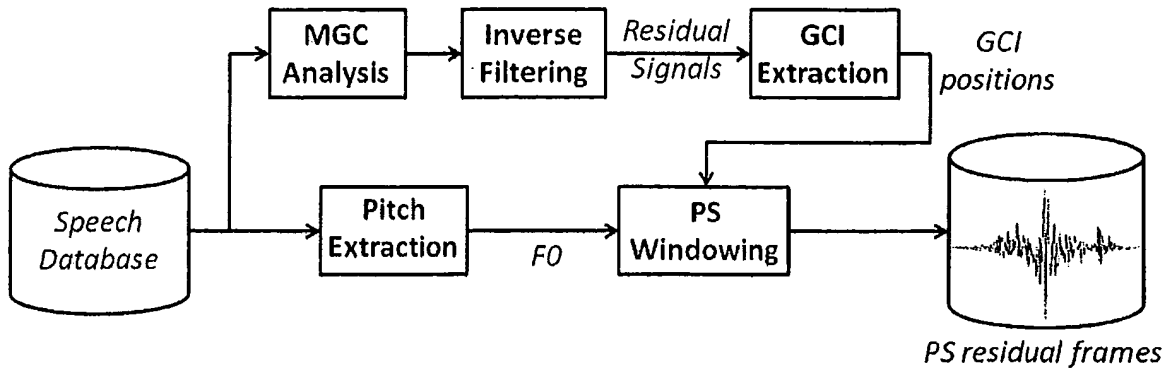 MGC
Analysis
Inverse
Filtering
Residual
Signals
GCI
Extraction
GCI
positions
Speech
Database
Pitch
Extraction
F0
PS
Windowing
PS residual frames